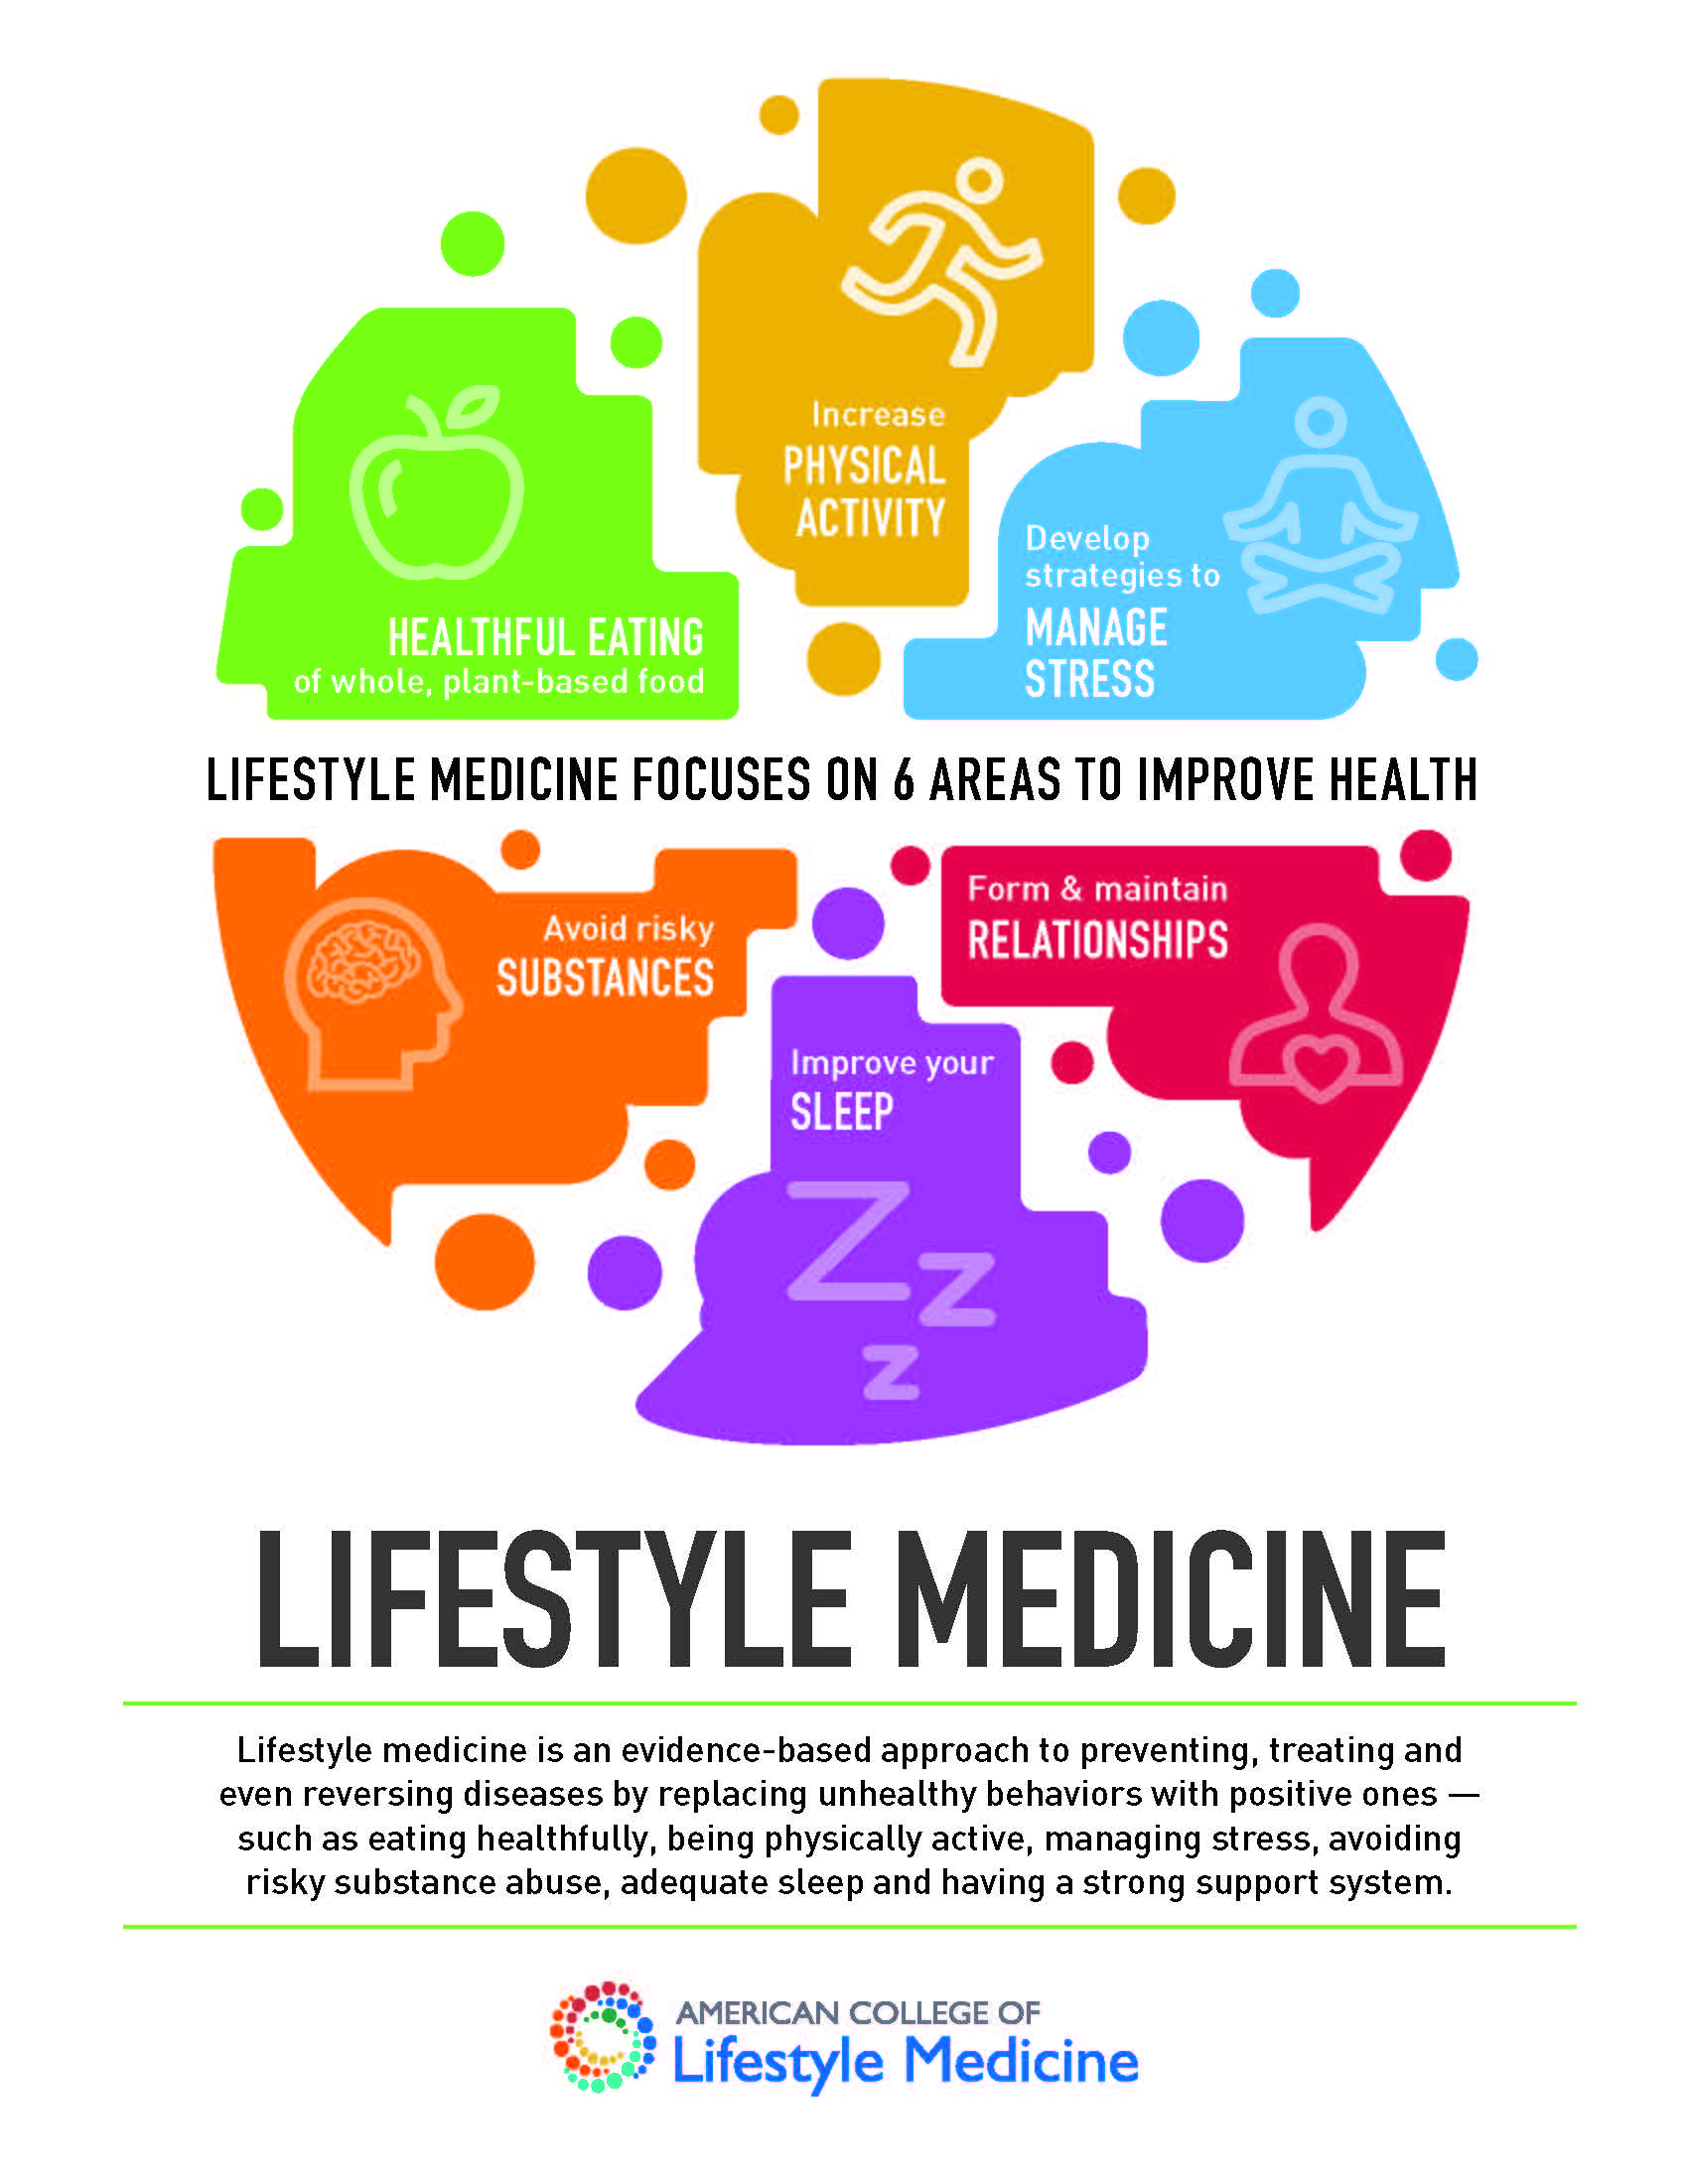 Increase
PHYSICAL
ACTIVITY
Develop
strategies to
MANAGE
STRESS
HEALTHFUL EATING
of whole, plant-based food
LIFESTYLE MEDICINE FOCUSES ON 6 AREAS TO IMPROVE HEALTH
Avoid risky
SUBSTANCES
Form & maintain
RELATIONSHIPS
Improve your
SLEEP
Z
z
z
LIFESTYLE MEDICINE
Lifestyle medicine is an evidence-based approach to preventing, treating and
even reversing diseases by replacing unhealthy behaviors with positive ones —
such as eating healthfully, being physically active, managing stress, avoiding
risky substance abuse, adequate sleep and having a strong support system.
AMERICAN COLLEGE OF
Lifestyle Medicine